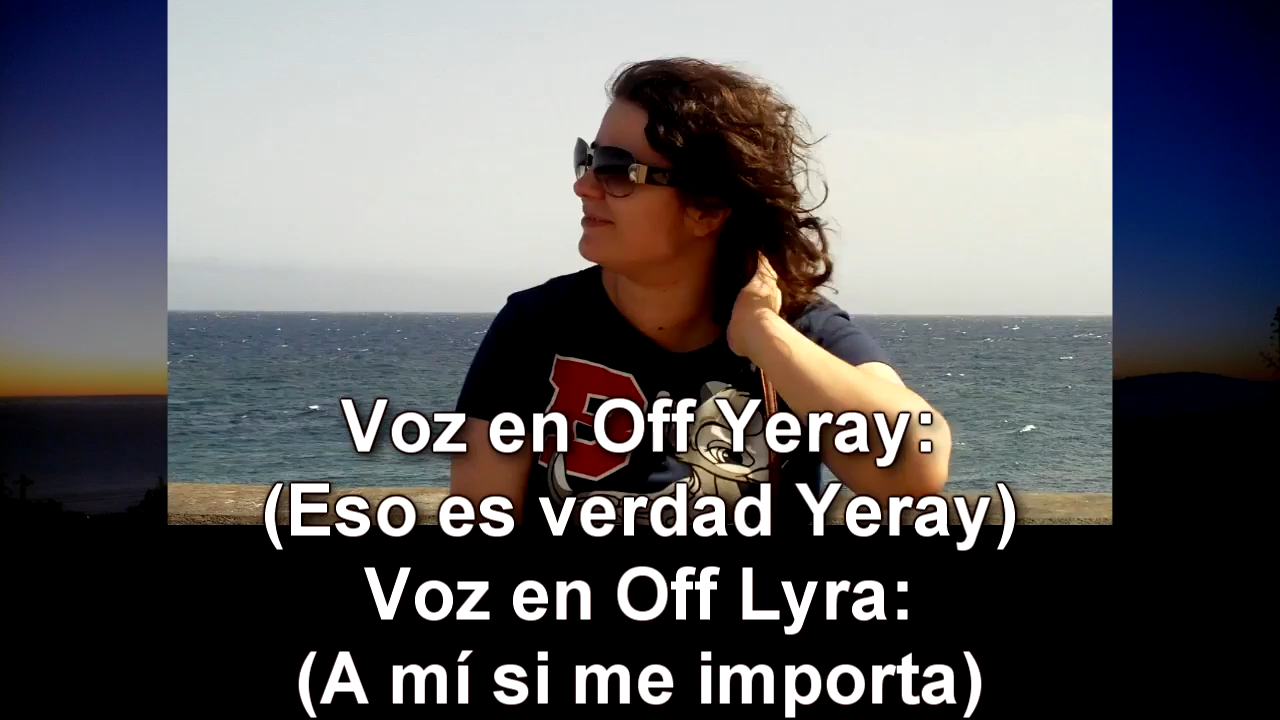 B
Voz en Off Yeray:
(Eso es verdad Yeray)
Voz en Off Lyra:
(A mí si me importa)